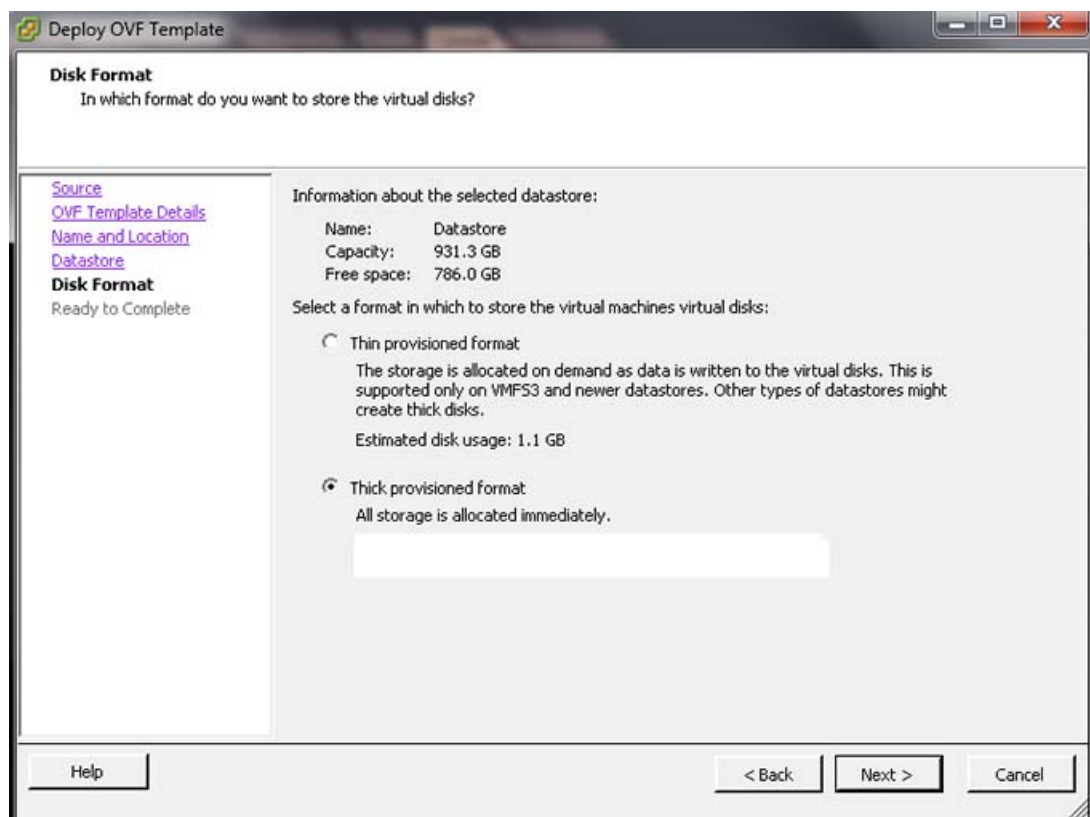 Deploy OVF Template
Disk Format
In which format do you want to store the virtual disks?
Source
OVF Template Details
Name and Location
Datastore
Disk Format
Ready to Complete
Information about the selected datastore:
Name: Datastore
Capacity: 931.3 GB
Free space: 786.0 GB
Select a format in which to store the virtual machines virtual disks:
Thin provisioned format
The storage is allocated on demand as data is written to the virtual disks. This is
supported only on VMFS3 and newer datastores. Other types of datastores might
create thick disks.
Estimated disk usage: 1.1 GB
Thick provisioned format
All storage is allocated immediately.
Help
< Back
Next >
Cancel